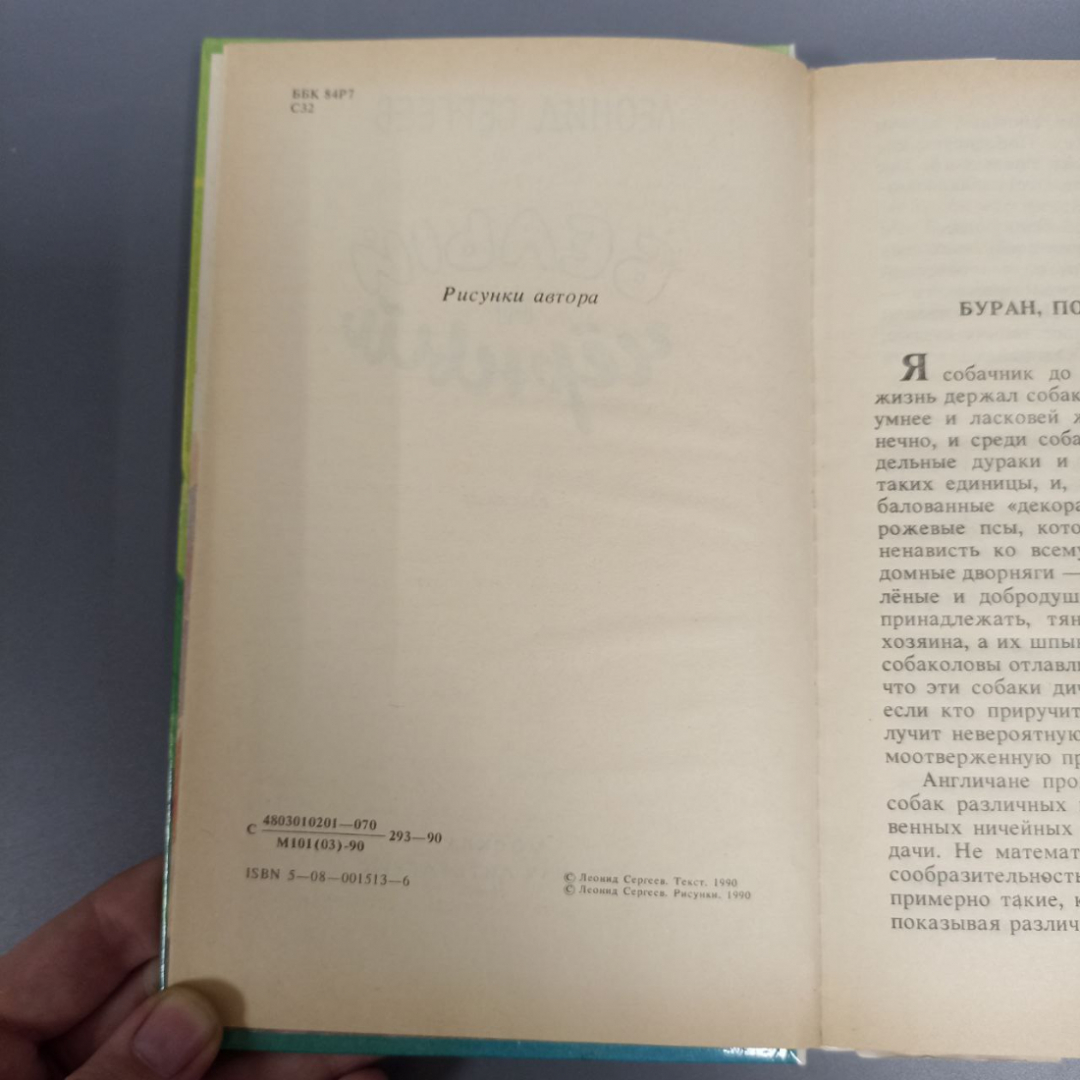 ББК 84Р7
С32
Рисунки автора
С 4803010201—070 293—90
М101(03)-90
ISBN 5—08—001513—6
© Леонид Сергеев. Текст. 1990
© Леонид Сергеев. Рисунки. 1990
БУРАН, ПО
Я собачник до
жизнь держал собак
умнее и ласковей ж
нечно, и среди соба
дельные дураки и
таких единицы, и,
балованные «декора
рожевые псы, кото
ненависть ко всему
домные дворняги —
лёные и добродуш
принадлежать, тян
хозяина, а их шпын
собаколовы отлавли
что эти собаки дич
если кто приручит
лучит невероятную
моотверженную пр
Англичане про
собак различных
венных ничейных
дачи. Не математ
сообразительность
примерно такие, к
показывая различ